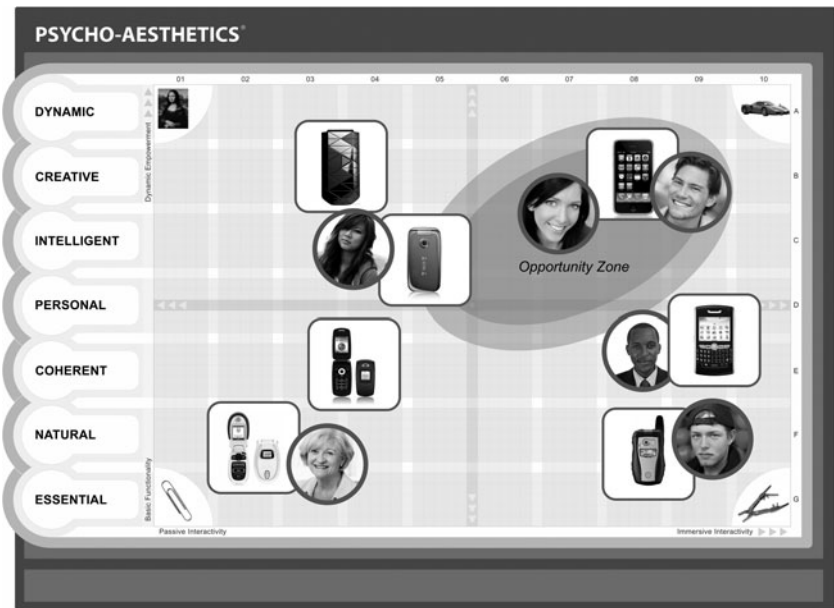 PSYCHO-AESTHETICS®
01 02 03 04 05 06 07 08 09 10
DYNAMIC
CREATIVE
INTELLIGENT
PERSONAL
COHERENT
NATURAL
ESSENTIAL
Dynamic Empowerment
Basic Functionality
A
B
C
D
E
F
G
Opportunity Zone
Passive Interactivity
Immersive Interactivity